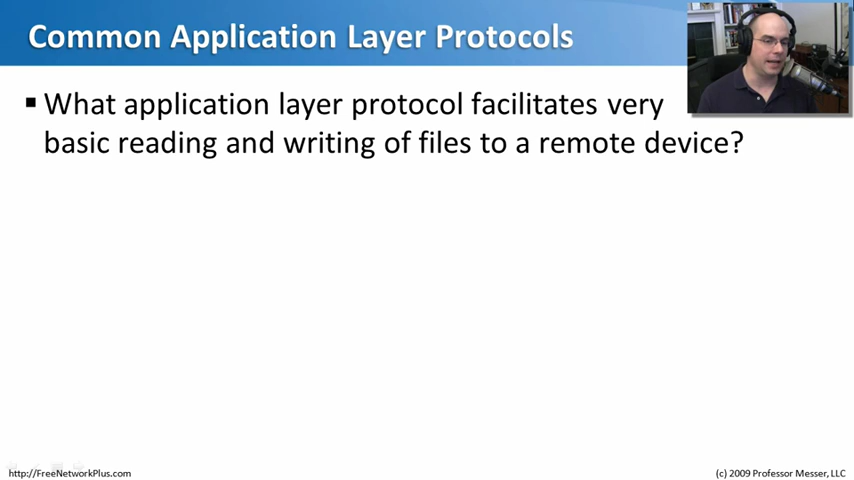 Common Application Layer Protocols
▪ What application layer protocol facilitates very
basic reading and writing of files to a remote device?
http://FreeNetworkPlus.com
(c) 2009 Professor Messer, LLC